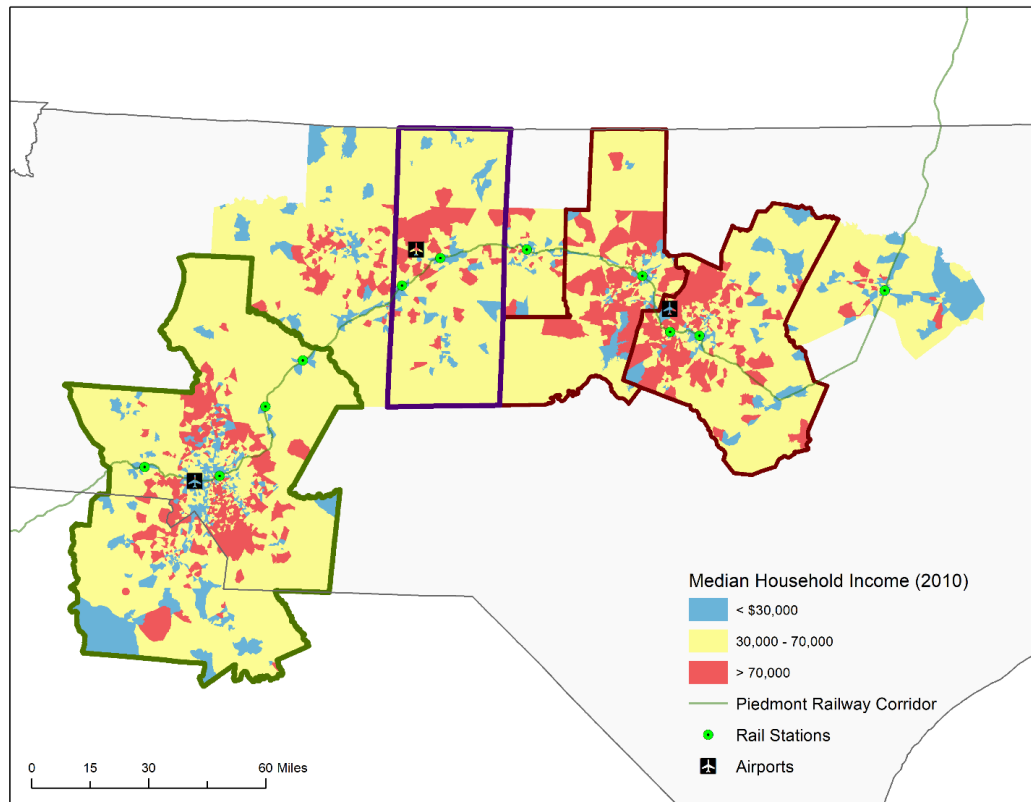 Median Household Income (2010)
< $30,000
30,000 - 70,000
> 70,000
Piedmont Railway Corridor
Rail Stations
Airports
0 15 30 60 Miles